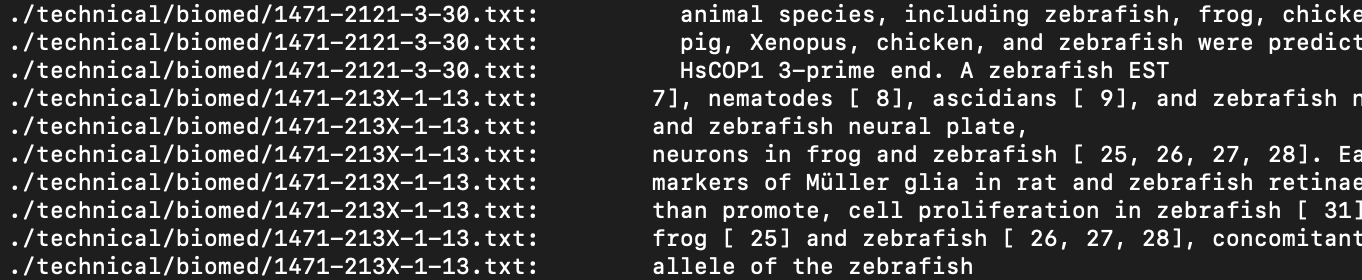 ./technical/biomed/1471-2121-3-30.txt:          animal species, including zebrafish, frog, chicke
./technical/biomed/1471-2121-3-30.txt:          pig, Xenopus, chicken, and zebrafish were predict
./technical/biomed/1471-2121-3-30.txt:          HsCOP1 3-prime end. A zebrafish EST
./technical/biomed/1471-213X-1-13.txt:        7], nematodes [ 8], ascidians [ 9], and zebrafish
./technical/biomed/1471-213X-1-13.txt:        and zebrafish neural plate,
./technical/biomed/1471-213X-1-13.txt:        neurons in frog and zebrafish [ 25, 26, 27, 28]. Ea
./technical/biomed/1471-213X-1-13.txt:        markers of Müller glia in rat and zebrafish retinae
./technical/biomed/1471-213X-1-13.txt:        than promote, cell proliferation in zebrafish [ 31]
./technical/biomed/1471-213X-1-13.txt:        frog [ 25] and zebrafish [ 26, 27, 28], concomitant
./technical/biomed/1471-213X-1-13.txt:        allele of the zebrafish